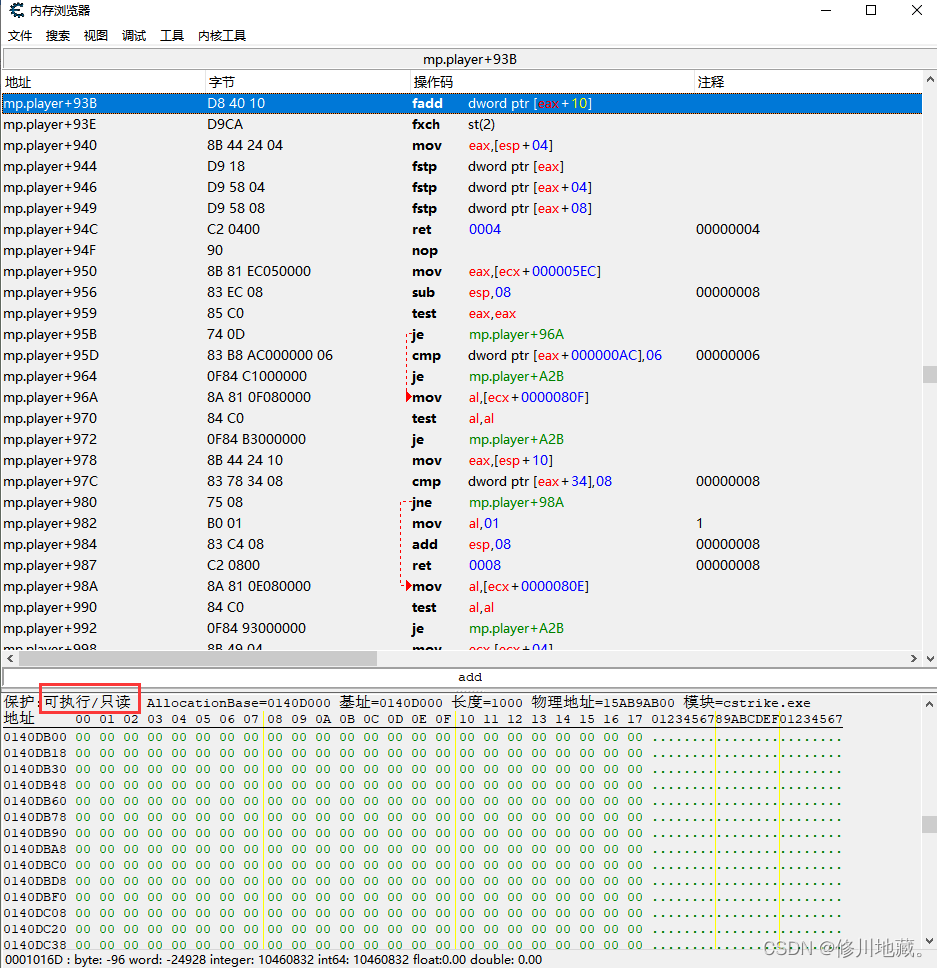 内存浏览器
文件 搜索 视图 调试 工具 内核工具
mp.player+93B
地址 字节 操作码 注释
mp.player+93B D8 40 10 fadd dword ptr [eax+10]
mp.player+93E D9CA fxch st(2)
mp.player+940 8B 44 24 04 mov eax,[esp+04]
mp.player+944 D9 18 fstp dword ptr [eax]
mp.player+946 D9 58 04 fstp dword ptr [eax+04]
mp.player+949 D9 58 08 fstp dword ptr [eax+08]
mp.player+94C C2 0400 ret 0004 00000004
mp.player+94F 90 nop
mp.player+950 8B 81 EC050000 mov eax,[ecx+000005EC]
mp.player+956 83 EC 08 sub esp,08 00000008
mp.player+959 85 C0 test eax,eax
mp.player+95B 74 0D je mp.player+96A
mp.player+95D 83 B8 AC000000 06 cmp dword ptr [eax+000000AC],06 00000006
mp.player+964 0F84 C1000000 je mp.player+A2B
mp.player+96A 8A 81 0F080000 mov al,[ecx+0000080F]
mp.player+970 84 C0 test al,al
mp.player+972 0F84 B3000000 je mp.player+A2B
mp.player+978 8B 44 24 10 mov eax,[esp+10]
mp.player+97C 83 78 34 08 cmp dword ptr [eax+34],08 00000008
mp.player+980 75 08 jne mp.player+98A
mp.player+982 B0 01 mov al,01 1
mp.player+984 83 C4 08 add esp,08 00000008
mp.player+987 C2 0800 ret 0008 00000008
mp.player+98A 8A 81 0E080000 mov al,[ecx+0000080E]
mp.player+990 84 C0 test al,al
mp.player+992 0F84 93000000 je mp.player+A2B
mp.player+998 8B 49 04 mov ecx,[ecx+04]
add
保护:可执行/只读 AllocationBase=0140D000 基址=0140D000 长度=1000 物理地址=15AB9AB00 模块=cstrike.exe
地址 00 01 02 03 04 05 06 07 08 09 0A 0B 0C 0D 0E 0F 10 11 12 13 14 15 16 17 0123456789ABCDEF01234567
0140DB00 00 00 00 00 00 00 00 00 00 00 00 00 00 00 00 00 00 00 00 00 00 00 00 00 ........................
0140DB18 00 00 00 00 00 00 00 00 00 00 00 00 00 00 00 00 00 00 00 00 00 00 00 00 ........................
0140DB30 00 00 00 00 00 00 00 00 00 00 00 00 00 00 00 00 00 00 00 00 00 00 00 00 ........................
0140DB48 00 00 00 00 00 00 00 00 00 00 00 00 00 00 00 00 00 00 00 00 00 00 00 00 ........................
0140DB60 00 00 00 00 00 00 00 00 00 00 00 00 00 00 00 00 00 00 00 00 00 00 00 00 ........................
0140DB78 00 00 00 00 00 00 00 00 00 00 00 00 00 00 00 00 00 00 00 00 00 00 00 00 ........................
0140DB90 00 00 00 00 00 00 00 00 00 00 00 00 00 00 00 00 00 00 00 00 00 00 00 00 ........................
0140DBA8 00 00 00 00 00 00 00 00 00 00 00 00 00 00 00 00 00 00 00 00 00 00 00 00 ........................
0140DBC0 00 00 00 00 00 00 00 00 00 00 00 00 00 00 00 00 00 00 00 00 00 00 00 00 ........................
0140DBD8 00 00 00 00 00 00 00 00 00 00 00 00 00 00 00 00 00 00 00 00 00 00 00 00 ........................
0140DBF0 00 00 00 00 00 00 00 00 00 00 00 00 00 00 00 00 00 00 00 00 00 00 00 00 ........................
0140DC08 00 00 00 00 00 00 00 00 00 00 00 00 00 00 00 00 00 00 00 00 00 00 00 00 ........................
0140DC20 00 00 00 00 00 00 00 00 00 00 00 00 00 00 00 00 00 00 00 00 00 00 00 00 ........................
0140DC38 00 00 00 00 00 00 00 00 00 00 00 00 00 00 00 00 00 00 00 00 00 00 00 00 ........................
0001016D : byte: -96 word: -24928 integer: 10460832 int64: 10460832 float:0.00 double: 0.00
CSDN @修川地藏。